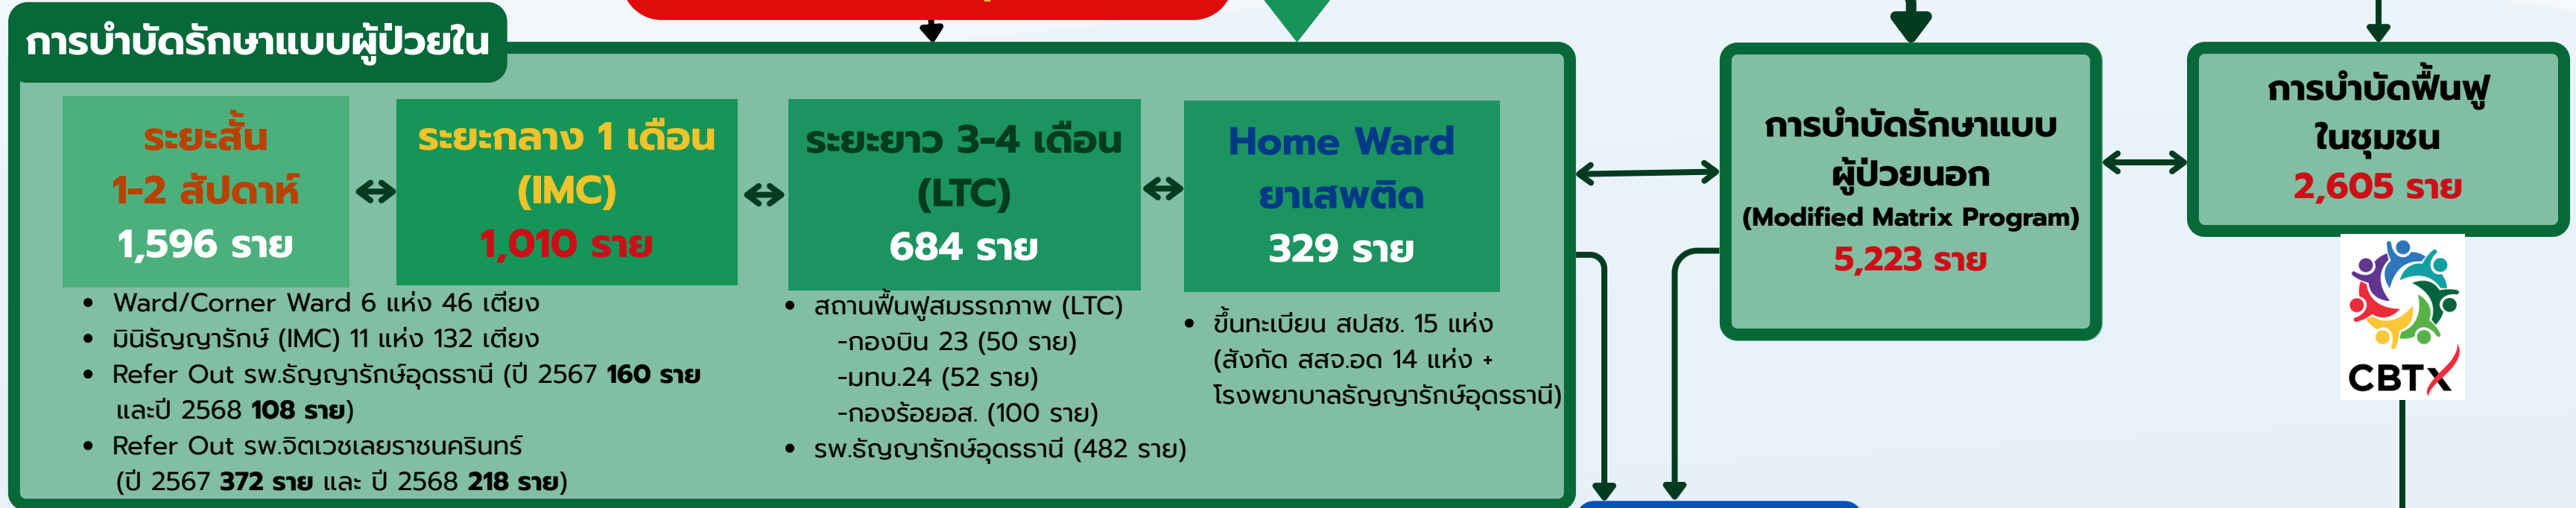 การบำบัดรักษาแบบผู้ป่วยใน
ระยะสั้น
1-2 สัปดาห์
1,596 ราย
ระยะกลาง 1 เดือน
(IMC)
1,010 ราย
ระยะยาว 3-4 เดือน
(LTC)
684 ราย
Home Ward
ยาเสพติด
329 ราย
• Ward/Corner Ward 6 แห่ง 46 เตียง
• มินิธัญญารักษ์ (IMC) 11 แห่ง 132 เตียง
• Refer Out รพ.ธัญญารักษ์อุดรธานี (ปี 2567 160 ราย
และปี 2568 108 ราย)
• Refer Out รพ.จิตเวชเลยราชนครินทร์
(ปี 2567 372 ราย และ ปี 2568 218 ราย)
• สถานฟื้นฟูสมรรถภาพ (LTC)
-กองบิน 23 (50 ราย)
-มทบ.24 (52 ราย)
-กองร้อยอส. (100 ราย)
• รพ.ธัญญารักษ์อุดรธานี (482 ราย)
• ขึ้นทะเบียน สปสช. 15 แห่ง
(สังกัด สสจ.อด 14 แห่ง +
โรงพยาบาลธัญญารักษ์อุดรธานี)
การบำบัดรักษาแบบ
ผู้ป่วยนอก
(Modified Matrix Program)
5,223 ราย
การบำบัดฟื้นฟู
ในชุมชน
2,605 ราย
CBTX